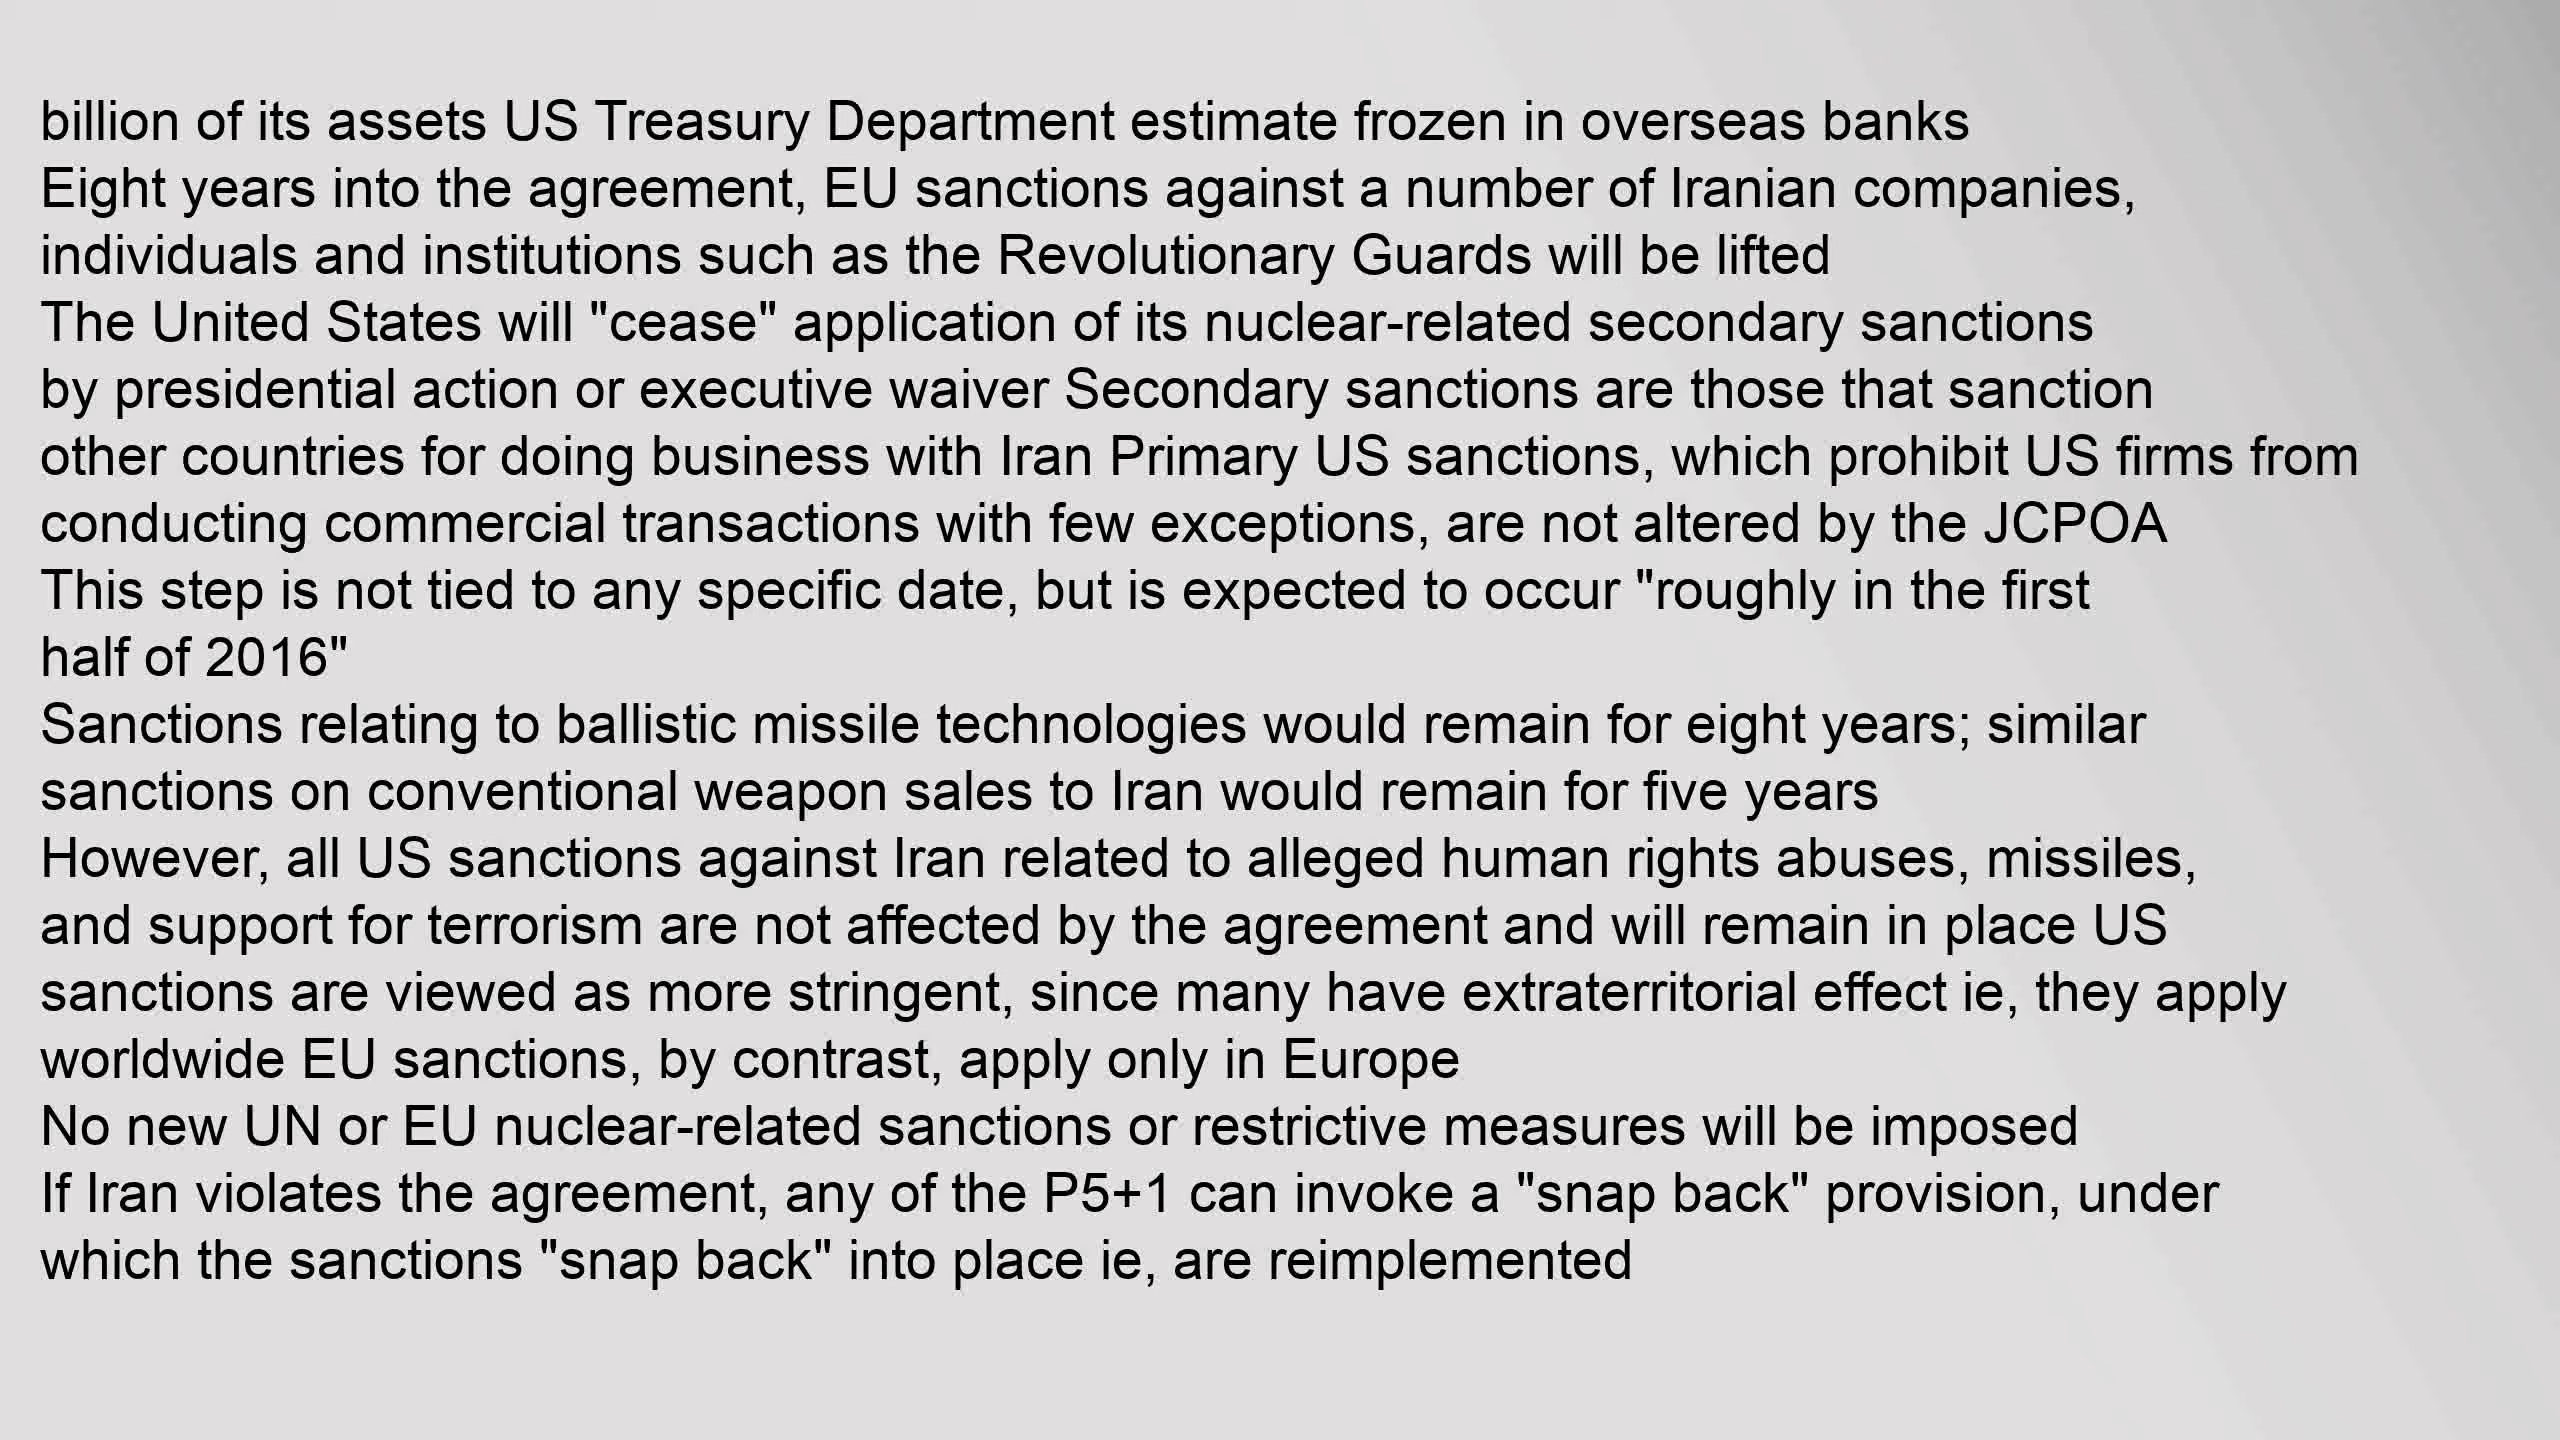 billion of its assets US Treasury Department estimate frozen in overseas banks
Eight years into the agreement, EU sanctions against a number of Iranian companies,
individuals and institutions such as the Revolutionary Guards will be lifted
The United States will "cease" application of its nuclear-related secondary sanctions
by presidential action or executive waiver Secondary sanctions are those that sanction
other countries for doing business with Iran Primary US sanctions, which prohibit US firms from
conducting commercial transactions with few exceptions, are not altered by the JCPOA
This step is not tied to any specific date, but is expected to occur "roughly in the first
half of 2016"
Sanctions relating to ballistic missile technologies would remain for eight years; similar
sanctions on conventional weapon sales to Iran would remain for five years
However, all US sanctions against Iran related to alleged human rights abuses, missiles,
and support for terrorism are not affected by the agreement and will remain in place US
sanctions are viewed as more stringent, since many have extraterritorial effect ie, they apply
worldwide EU sanctions, by contrast, apply only in Europe
No new UN or EU nuclear-related sanctions or restrictive measures will be imposed
If Iran violates the agreement, any of the P5+1 can invoke a "snap back" provision, under
which the sanctions "snap back" into place ie, are reimplemented